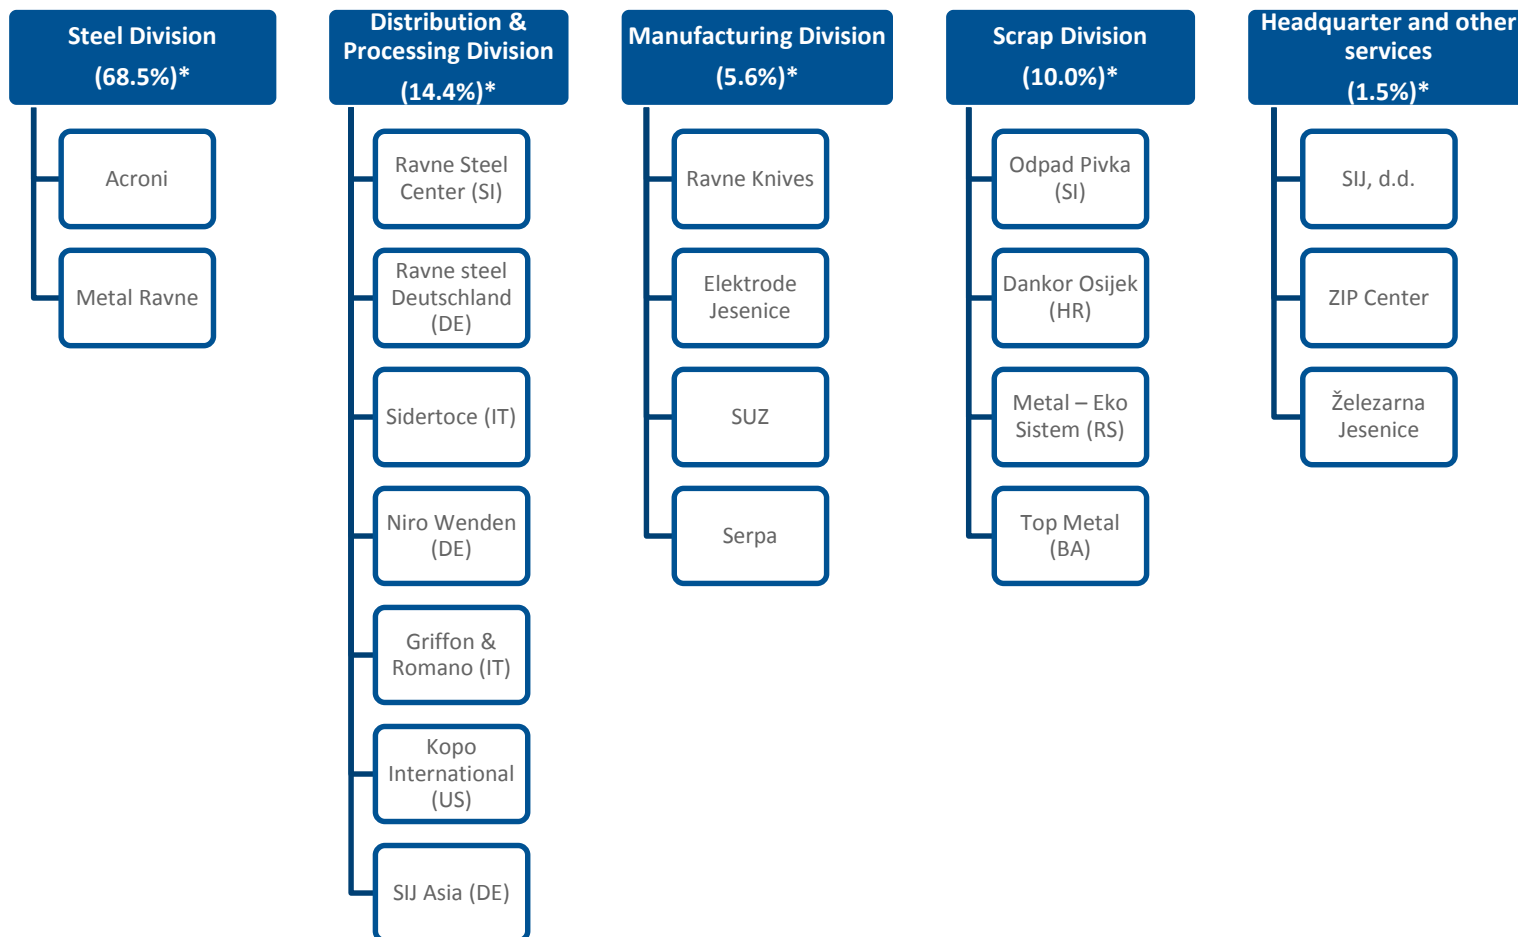 Steel Division
(68.5%)*
Acroni
Metal Ravne
Distribution &
Processing Division
(14.4%)*
Ravne Steel
Center (SI)
Ravne steel
Deutschland
(DE)
Sidertoce (IT)
Niro Wenden
(DE)
Griffon &
Romano (IT)
Kopo
International
(US)
SIJ Asia (DE)
Manufacturing Division
(5.6%)*
Ravne Knives
Elektrode
Jesenice
SUZ
Serpa
Scrap Division
(10.0%)*
Odpad Pivka
(SI)
Dankor Osijek
(HR)
Metal – Eko
Sistem (RS)
Top Metal
(BA)
Headquarter and other
services
(1.5%)*
SIJ, d.d.
ZIP Center
Železarna
Jesenice